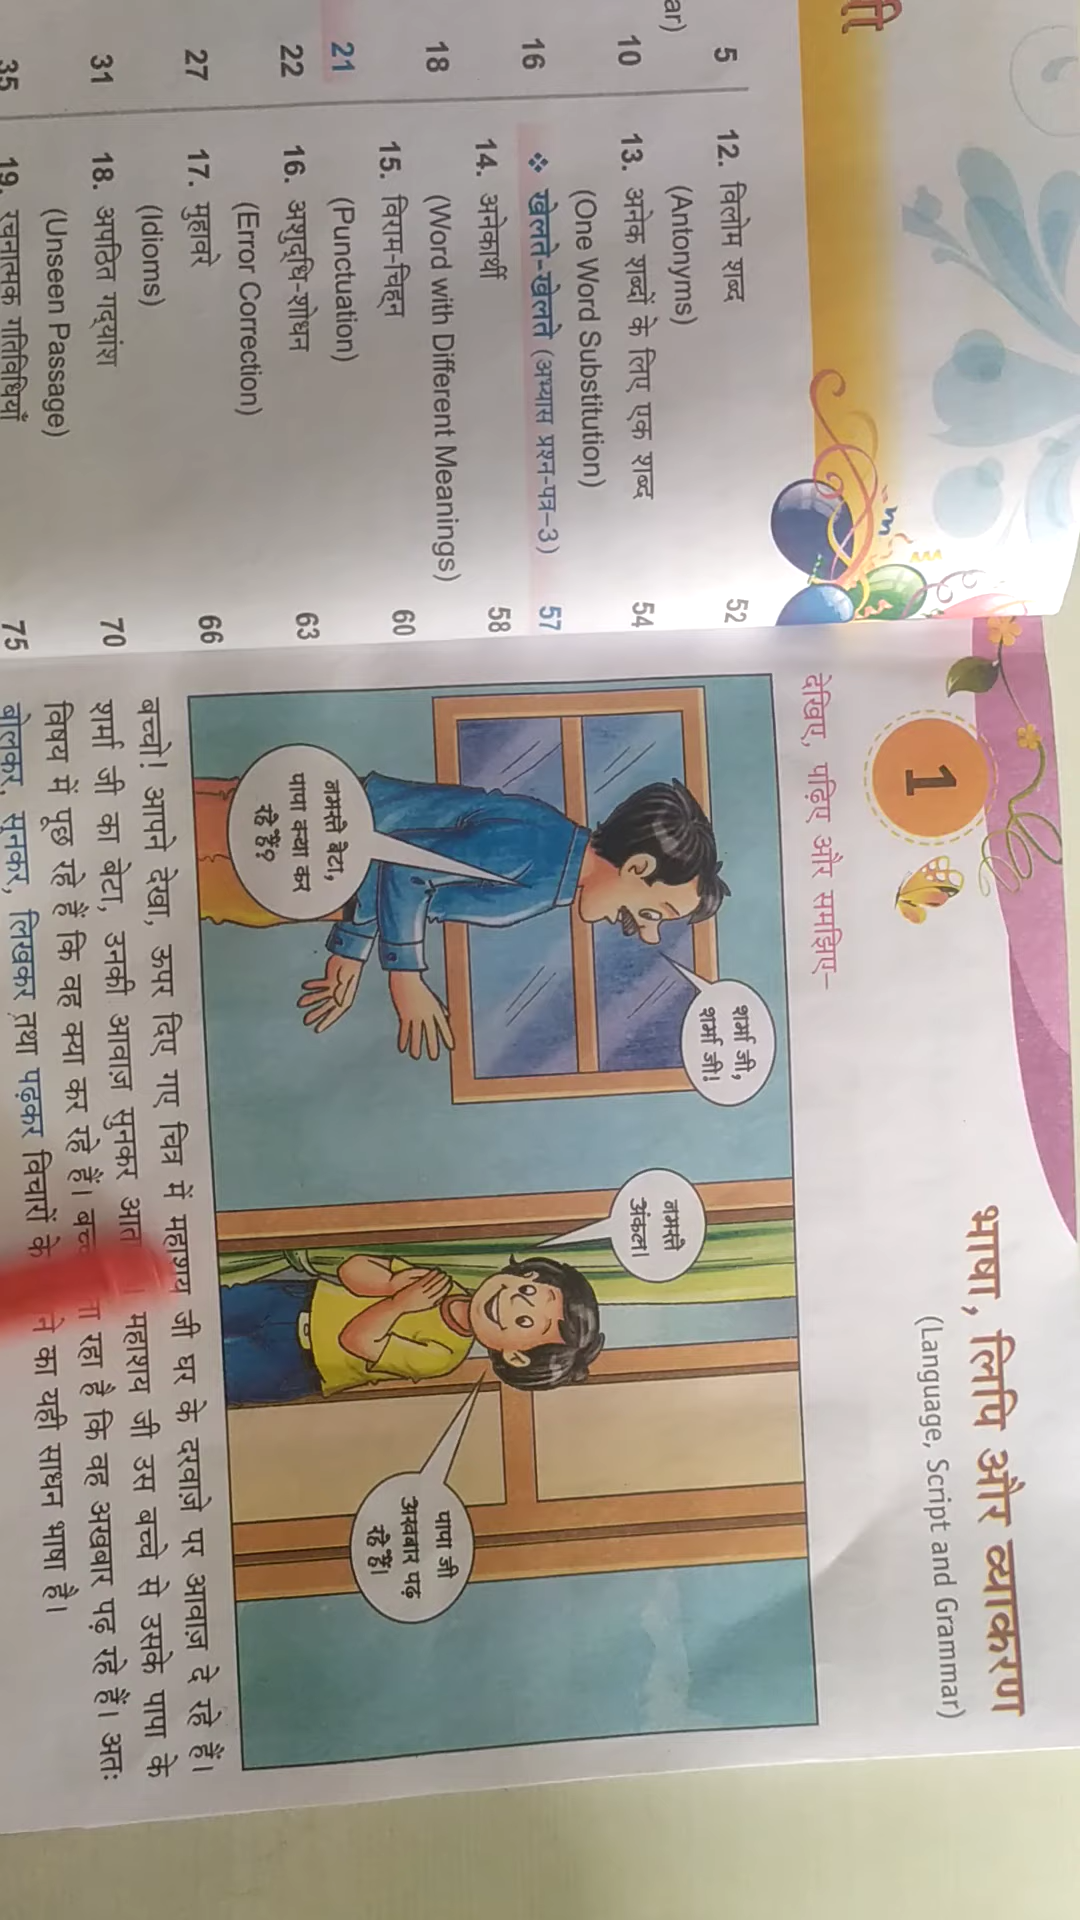 5
10
16
18
21
22
27
31
35
12. विलोम शब्द 52
(Antonyms)
13. अनेक शब्दों के लिए एक शब्द 54
(One Word Substitution)
❖ खेलते-खेलते (अभ्यास प्रश्न-पत्र–3) 57
14. अनेकार्थी 58
(Word with Different Meanings)
15. विराम-चिह्न 60
(Punctuation)
16. अशुद्धि-शोधन 63
(Error Correction)
17. मुहावरे 66
(Idioms)
18. अपठित गद्यांश 70
(Unseen Passage)
19. रचनात्मक गतिविधियाँ 75
1
भाषा, लिपि और व्याकरण
(Language, Script and Grammar)
देखिए, पढ़िए और समझिए–
शर्मा जी,
शर्मा जी!
नमस्ते
अंकल।
नमस्ते बेटा,
पापा क्या कर
रहे हैं?
पापा जी
अखबार पढ़
रहे हैं।
बच्चो! आपने देखा, ऊपर दिए गए चित्र में महाशय जी घर के दरवाज़े पर आवाज़ दे रहे हैं।
शर्मा जी का बेटा, उनकी आवाज़ सुनकर महाशय जी उस बच्चे से उसके पापा के
विषय में पूछ रहे हैं कि वह क्या कर रहे हैं। रहा है कि वह अखबार पढ़ रहे हैं। अतः
बोलकर, सुनकर, लिखकर तथा पढ़कर विचारों के का यही साधन भाषा है।